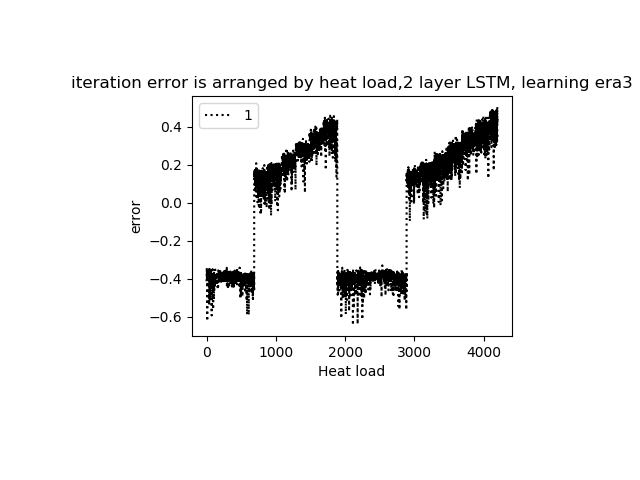 iteration error is arranged by heat load,2 layer LSTM, learning era3
1
0.4
0.2
0.0
−0.2
−0.4
−0.6
error
0 1000 2000 3000 4000
Heat load